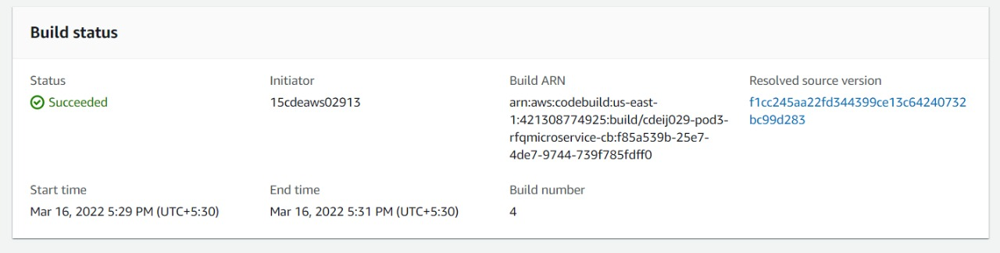 Build status
Status
Succeeded
Initiator
15cdeaws02913
Build ARN
arn:aws:codebuild:us-east-
1:421308774925:build/cdeij029-pod3-
rfqmicroservice-cb:f85a539b-25e7-
4de7-9744-739f785fdff0
Resolved source version
f1cc245aa22fd344399ce13c64240732
bc99d283
Start time
Mar 16, 2022 5:29 PM (UTC+5:30)
End time
Mar 16, 2022 5:31 PM (UTC+5:30)
Build number
4